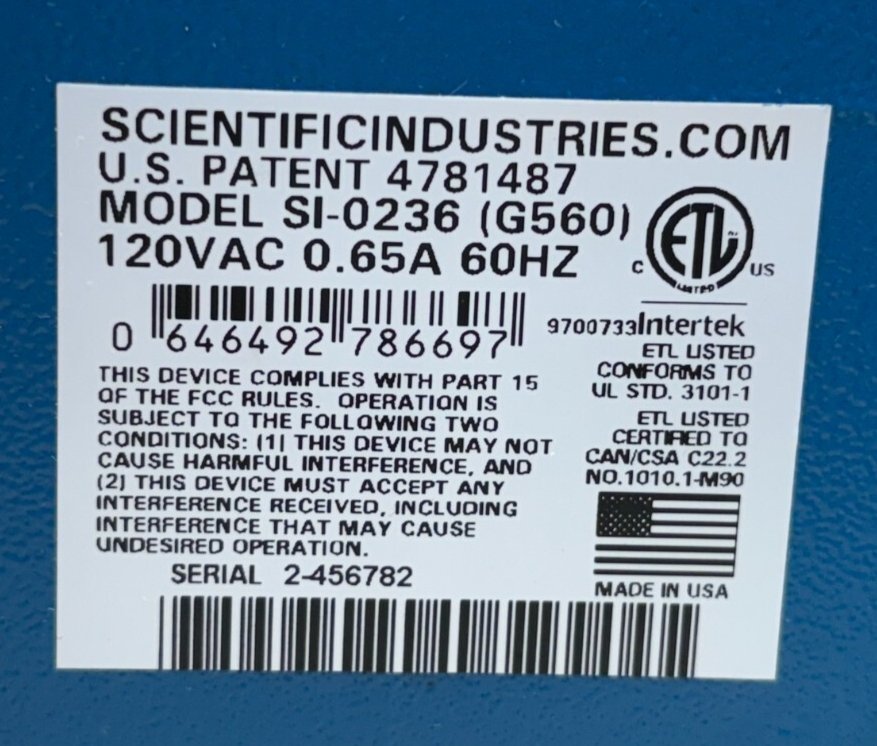 SCIENTIFICINDUSTRIES.COM
U.S. PATENT 4781487
MODEL SI-0236 (G560)
120VAC 0.65A 60HZ
ETL
LISTED
C US
0 646492 786697
9700733 Intertek
ETL LISTED
CONFORMS TO
UL STD. 3101-1
ETL LISTED
CERTIFIED TO
CAN/CSA C22.2
NO.1010.1-M90
THIS DEVICE COMPLIES WITH PART 15
OF THE FCC RULES. OPERATION IS
SUBJECT TO THE FOLLOWING TWO
CONDITIONS: (1) THIS DEVICE MAY NOT
CAUSE HARMFUL INTERFERENCE, AND
(2) THIS DEVICE MUST ACCEPT ANY
INTERFERENCE RECEIVED, INCLUDING
INTERFERENCE THAT MAY CAUSE
UNDESIRED OPERATION.
SERIAL 2-456782
MADE IN USA